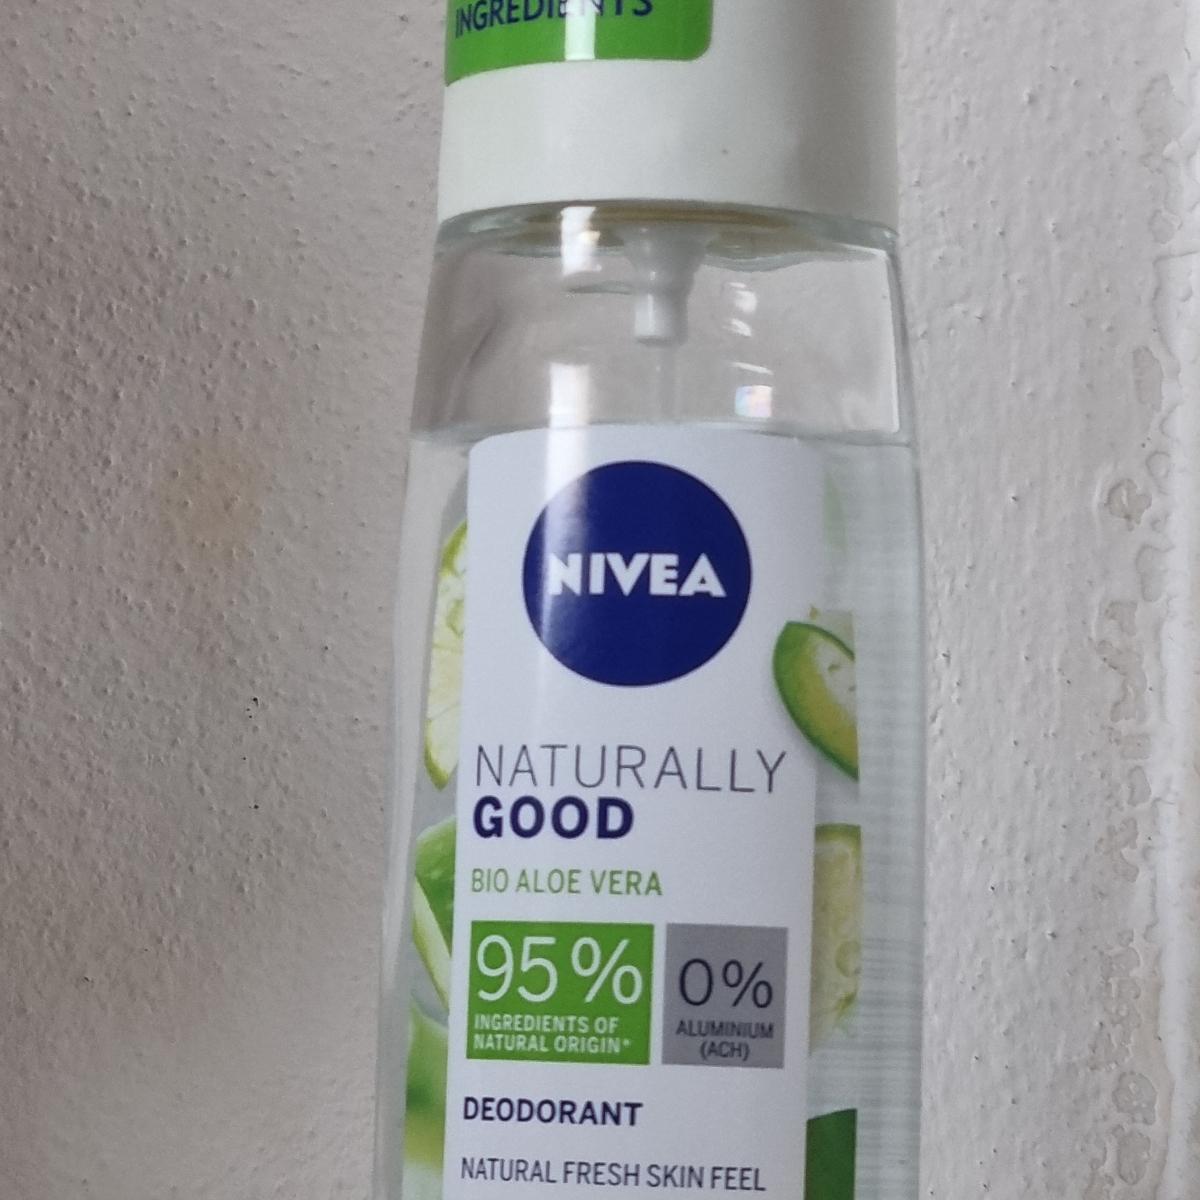 INGREDIENTS
NIVEA
NATURALLY
GOOD
BIO ALOE VERA
95%
INGREDIENTS OF
NATURAL ORIGIN*
0%
ALUMINIUM
(ACH)
DEODORANT
NATURAL FRESH SKIN FEEL